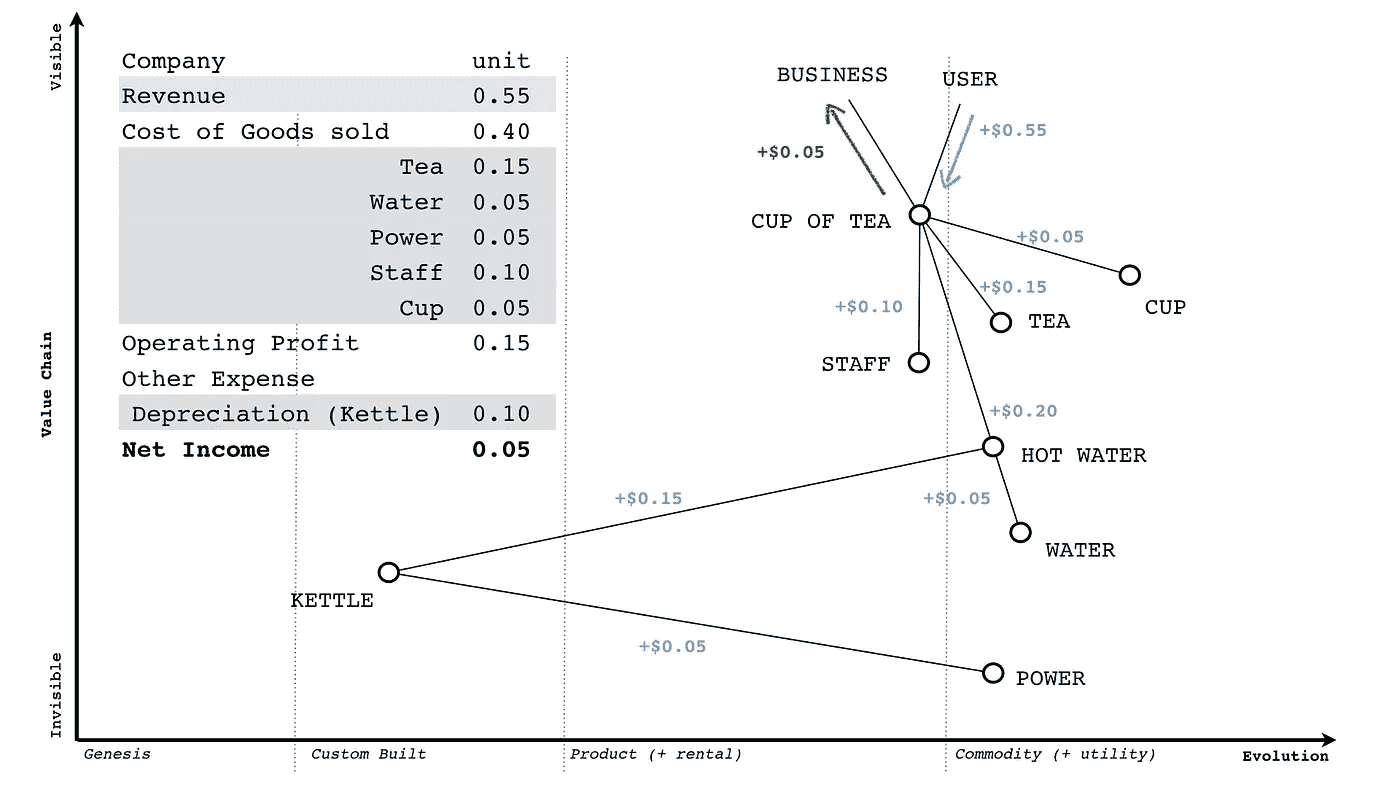 Visible
Company unit
Revenue 0.55
Cost of Goods sold 0.40
Tea 0.15
Water 0.05
Power 0.05
Staff 0.10
Cup 0.05
Operating Profit 0.15
Other Expense
Depreciation (Kettle) 0.10
Net Income 0.05
BUSINESS
USER
+$0.55
+$0.05
CUP OF TEA
+$0.05
CUP
+$0.15
TEA
+$0.10
STAFF
+$0.20
HOT WATER
+$0.15
+$0.05
WATER
KETTLE
+$0.05
POWER
Value Chain
Invisible
Genesis
Custom Built
Product (+ rental)
Commodity (+ utility)
Evolution